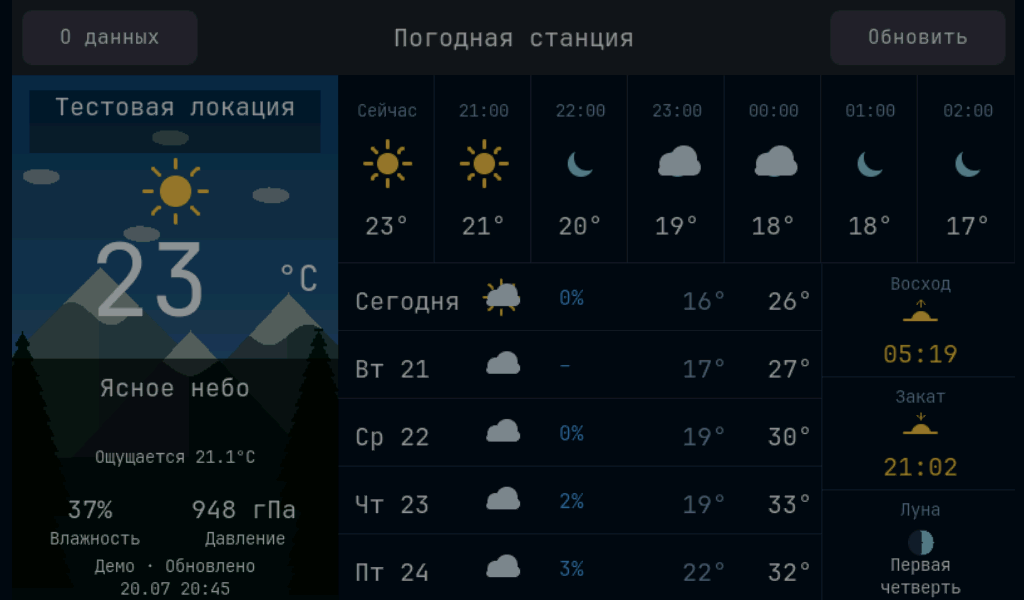 О данных
Погодная станция
Обновить
Тестовая локация
23 °C
Ясное небо
Ощущается 21.1°C
37% 948 гПа
Влажность Давление
Демо · Обновлено
20.07 20:45
Сейчас 21:00 22:00 23:00 00:00 01:00 02:00
23° 21° 20° 19° 18° 18° 17°
Сегодня 0% 16° 26°
Вт 21 – 17° 27°
Ср 22 0% 19° 30°
Чт 23 2% 19° 33°
Пт 24 3% 22° 32°
Восход
05:19
Закат
21:02
Луна
Первая
четверть